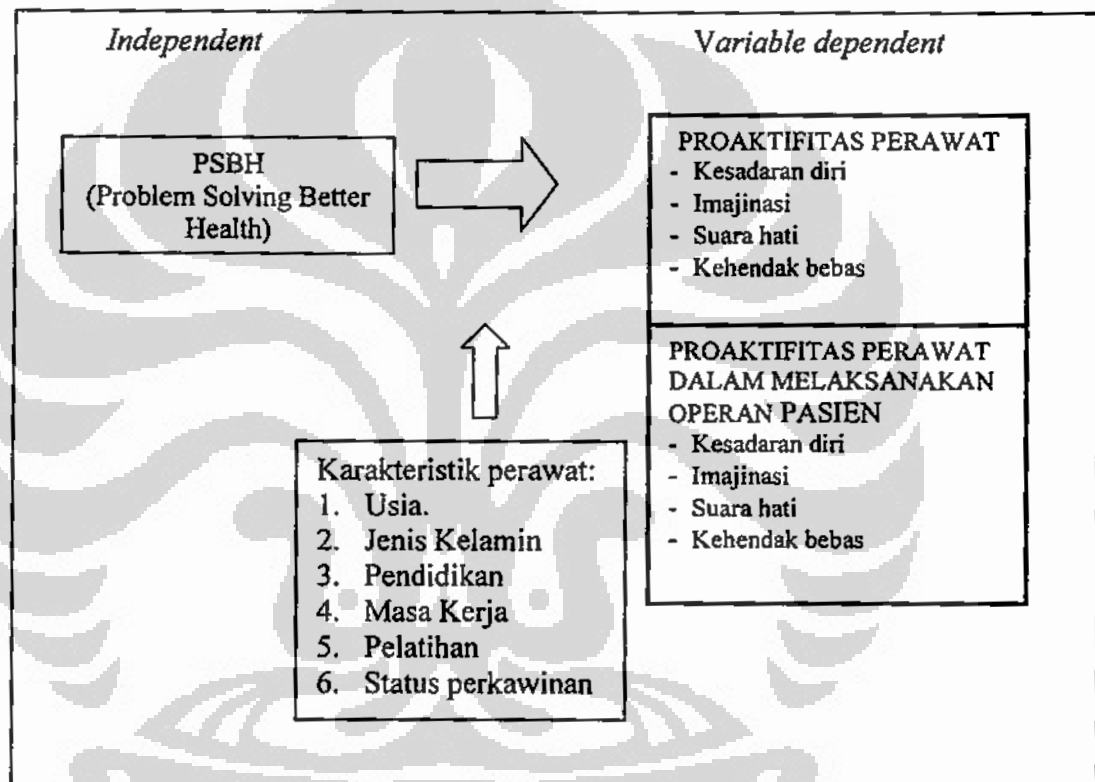 Independent
Variable dependent
PSBH
(Problem Solving Better
Health)
PROAKTIFITAS PERAWAT
- Kesadaran diri
- Imajinasi
- Suara hati
- Kehendak bebas
PROAKTIFITAS PERAWAT
DALAM MELAKSANAKAN
OPERAN PASIEN
- Kesadaran diri
- Imajinasi
- Suara hati
- Kehendak bebas
Karakteristik perawat:
1. Usia.
2. Jenis Kelamin
3. Pendidikan
4. Masa Kerja
5. Pelatihan
6. Status perkawinan